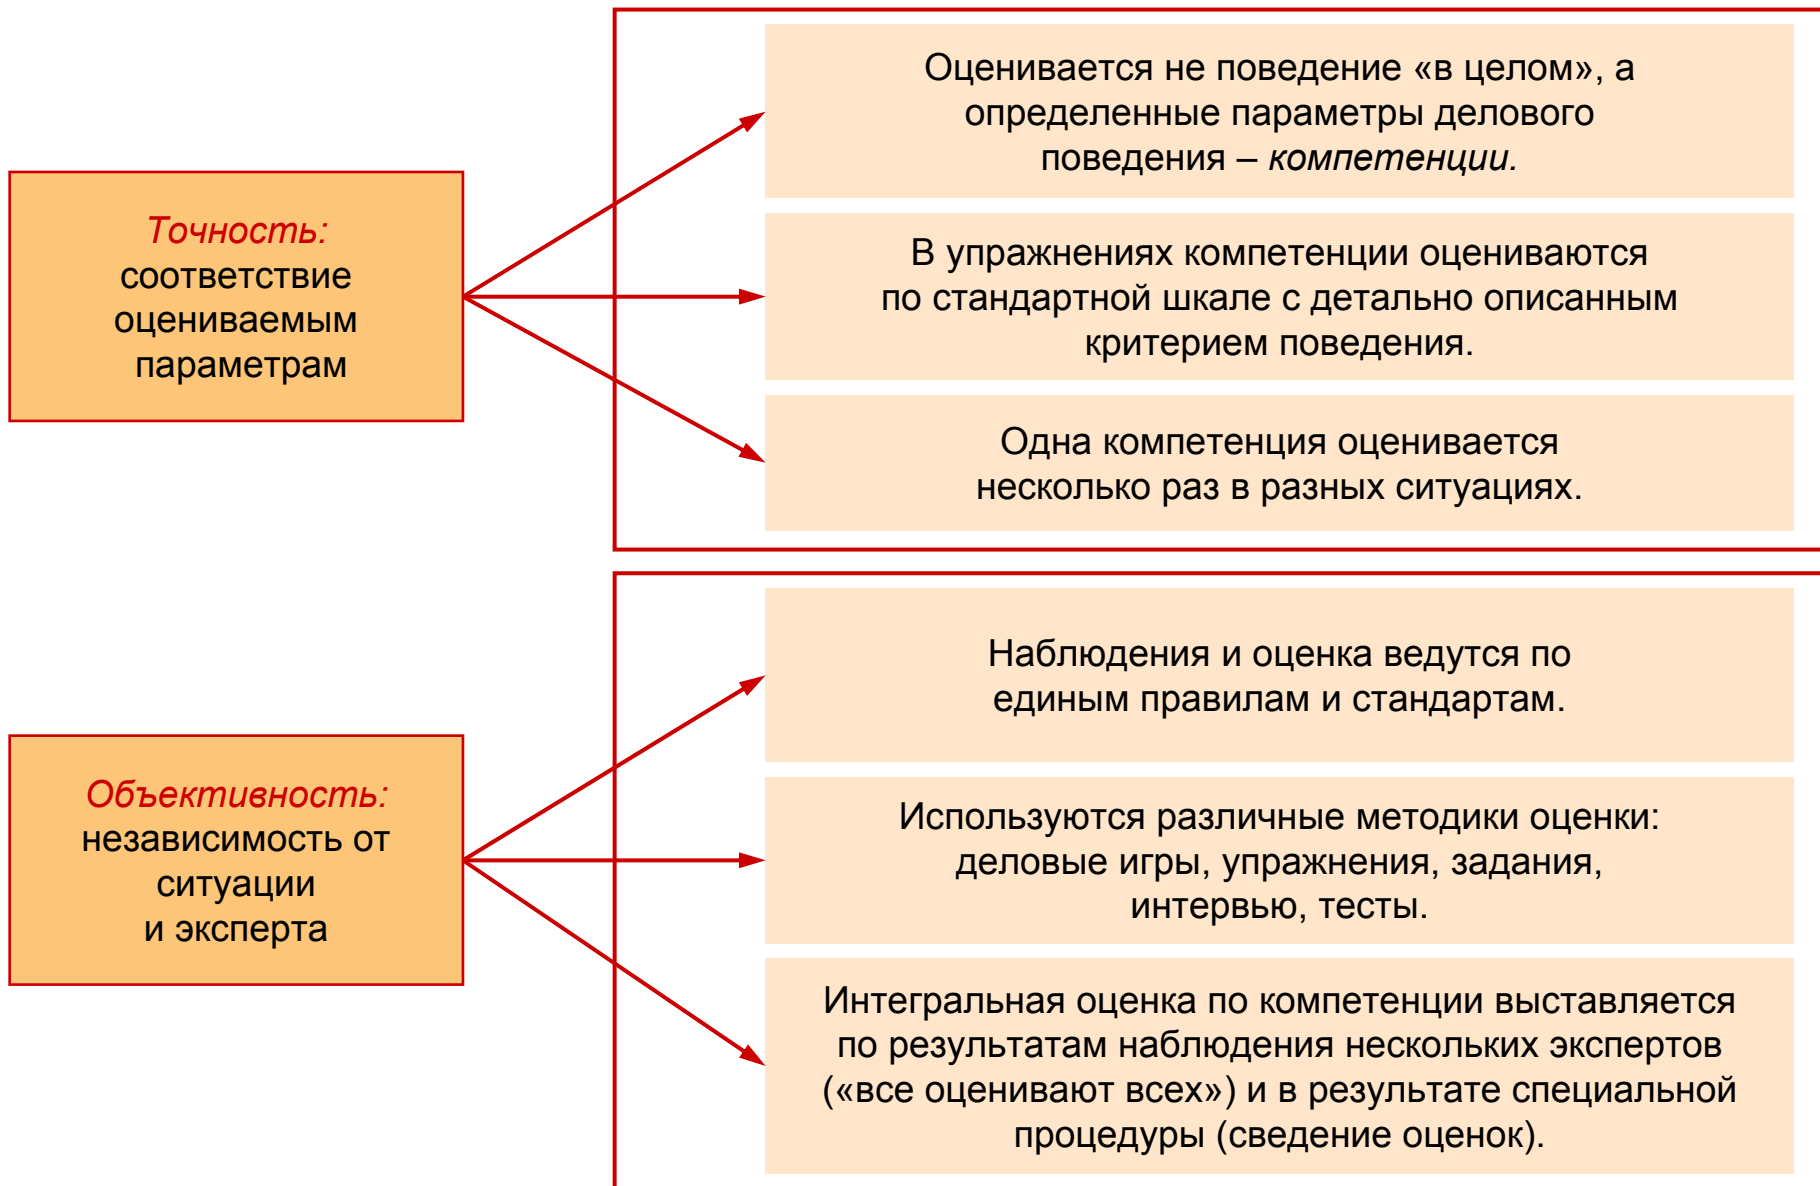 Точность:
соответствие
оцениваемым
параметрам
Оценивается не поведение «в целом», а
определенные параметры делового
поведения – компетенции.
В упражнениях компетенции оцениваются
по стандартной шкале с детально описанным
критерием поведения.
Одна компетенция оценивается
несколько раз в разных ситуациях.
Объективность:
независимость от
ситуации
и эксперта
Наблюдения и оценка ведутся по
единым правилам и стандартам.
Используются различные методики оценки:
деловые игры, упражнения, задания,
интервью, тесты.
Интегральная оценка по компетенции выставляется
по результатам наблюдения нескольких экспертов
(«все оценивают всех») и в результате специальной
процедуры (сведение оценок).